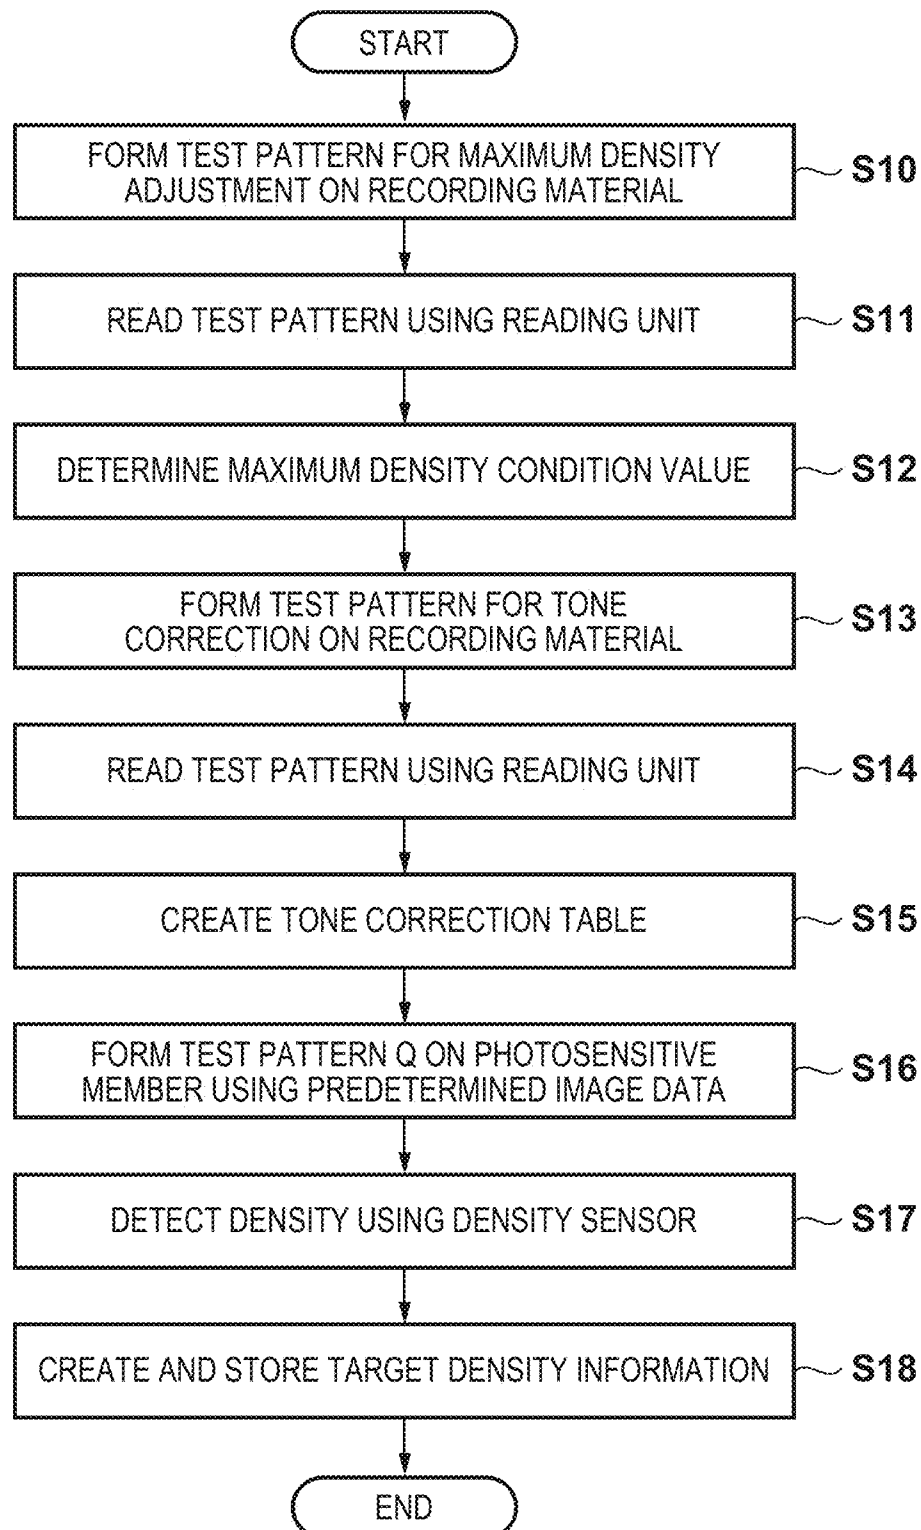 START
FORM TEST PATTERN FOR MAXIMUM DENSITY
ADJUSTMENT ON RECORDING MATERIAL
S10
READ TEST PATTERN USING READING UNIT
S11
DETERMINE MAXIMUM DENSITY CONDITION VALUE
S12
FORM TEST PATTERN FOR TONE
CORRECTION ON RECORDING MATERIAL
S13
READ TEST PATTERN USING READING UNIT
S14
CREATE TONE CORRECTION TABLE
S15
FORM TEST PATTERN Q ON PHOTOSENSITIVE
MEMBER USING PREDETERMINED IMAGE DATA
S16
DETECT DENSITY USING DENSITY SENSOR
S17
CREATE AND STORE TARGET DENSITY INFORMATION
S18
END